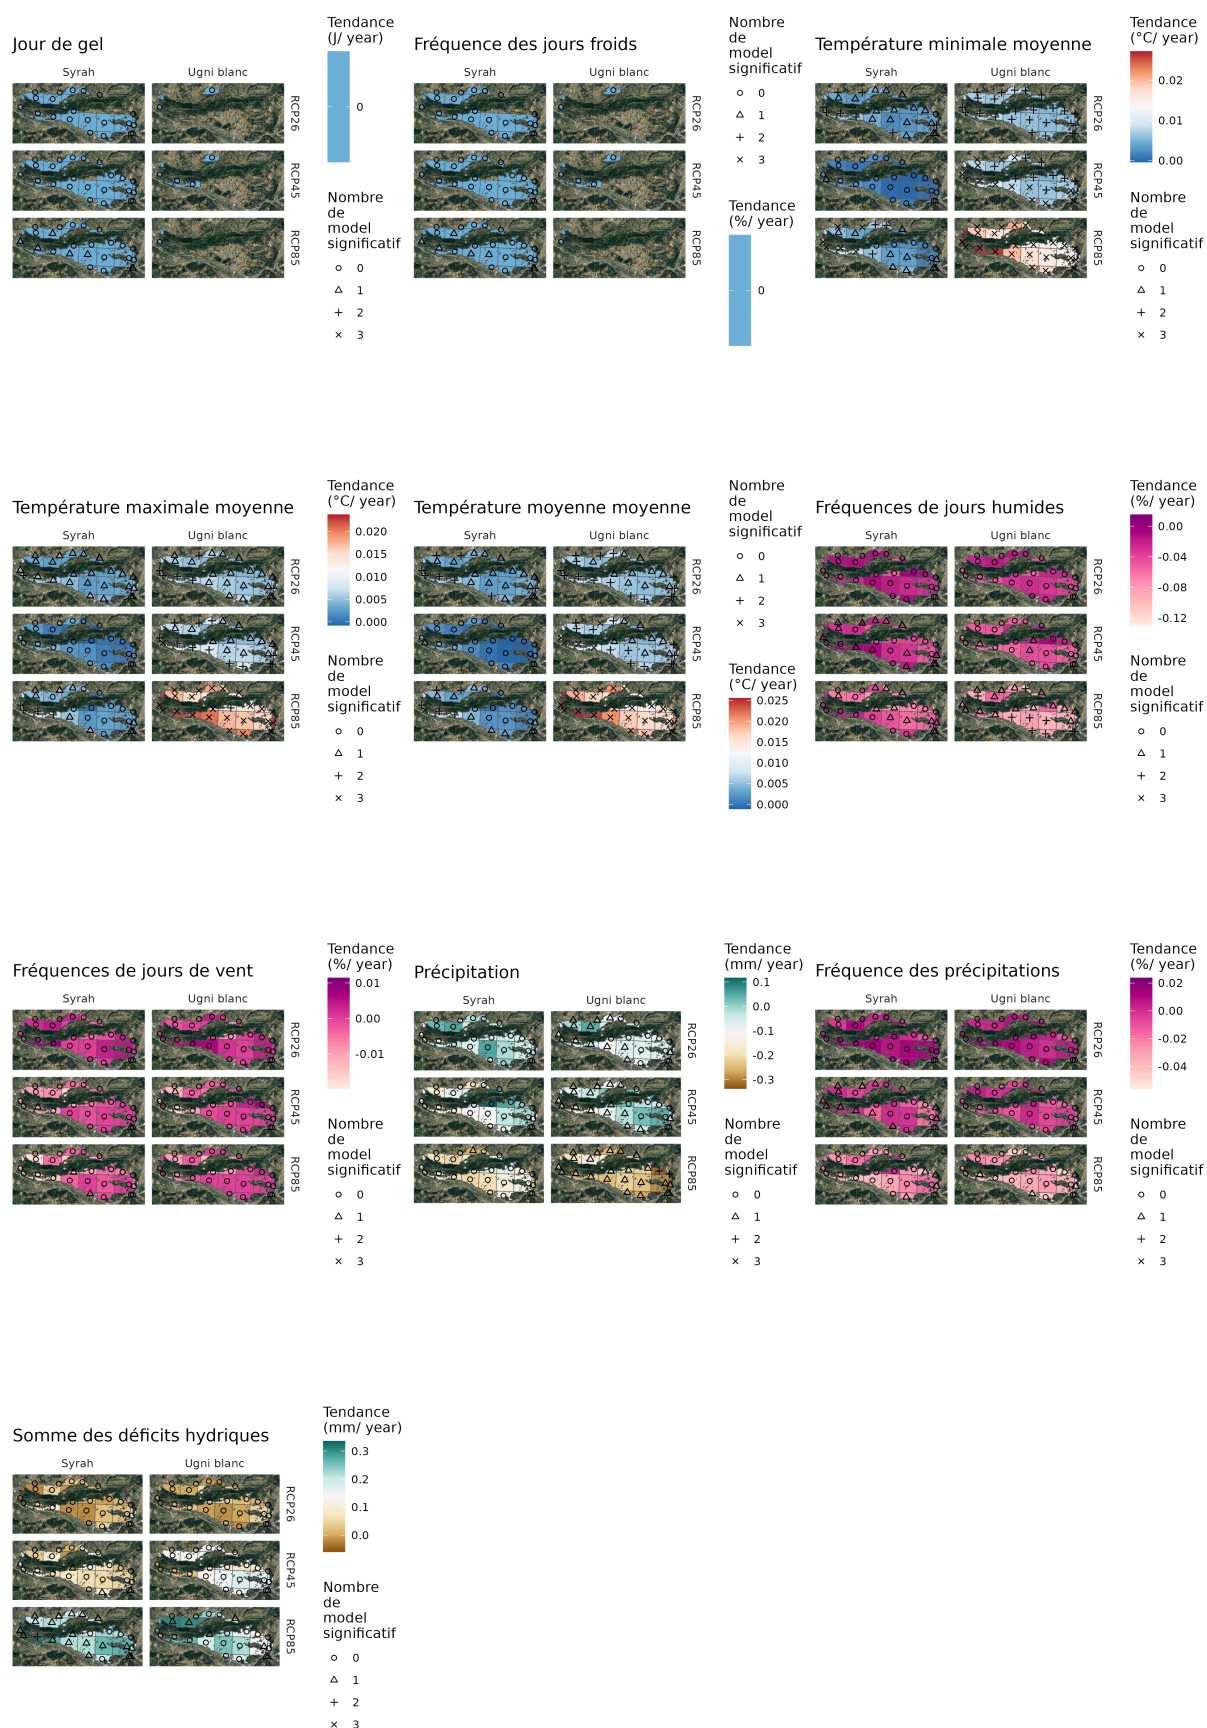 Jour de gel
Syrah
Ugni blanc
RCP26
RCP45
RCP85
Tendance
(J/ year)
0
Nombre
de
model
significatif
0
1
2
3
Fréquence des jours froids
Syrah
Ugni blanc
RCP26
RCP45
RCP85
Nombre
de
model
significatif
0
1
2
3
Tendance
(%/ year)
0
Température minimale moyenne
Syrah
Ugni blanc
RCP26
RCP45
RCP85
Tendance
(°C/ year)
0.02
0.01
0.00
Nombre
de
model
significatif
0
1
2
3
Température maximale moyenne
Syrah
Ugni blanc
RCP26
RCP45
RCP85
Tendance
(°C/ year)
0.020
0.015
0.010
0.005
0.000
Nombre
de
model
significatif
0
1
2
3
Température moyenne moyenne
Syrah
Ugni blanc
RCP26
RCP45
RCP85
Nombre
de
model
significatif
0
1
2
3
Tendance
(°C/ year)
0.025
0.020
0.015
0.010
0.005
0.000
Fréquences de jours humides
Syrah
Ugni blanc
RCP26
RCP45
RCP85
Tendance
(%/ year)
0.00
-0.04
-0.08
-0.12
Nombre
de
model
significatif
0
1
2
3
Fréquences de jours de vent
Syrah
Ugni blanc
RCP26
RCP45
RCP85
Tendance
(%/ year)
0.01
0.00
-0.01
Nombre
de
model
significatif
0
1
2
3
Précipitation
Syrah
Ugni blanc
RCP26
RCP45
RCP85
Tendance
(mm/ year)
0.1
0.0
-0.1
-0.2
-0.3
Nombre
de
model
significatif
0
1
2
3
Fréquence des précipitations
Syrah
Ugni blanc
RCP26
RCP45
RCP85
Tendance
(%/ year)
0.02
0.00
-0.02
-0.04
Nombre
de
model
significatif
0
1
2
3
Somme des déficits hydriques
Syrah
Ugni blanc
RCP26
RCP45
RCP85
Tendance
(mm/ year)
0.3
0.2
0.1
0.0
Nombre
de
model
significatif
0
1
2
3